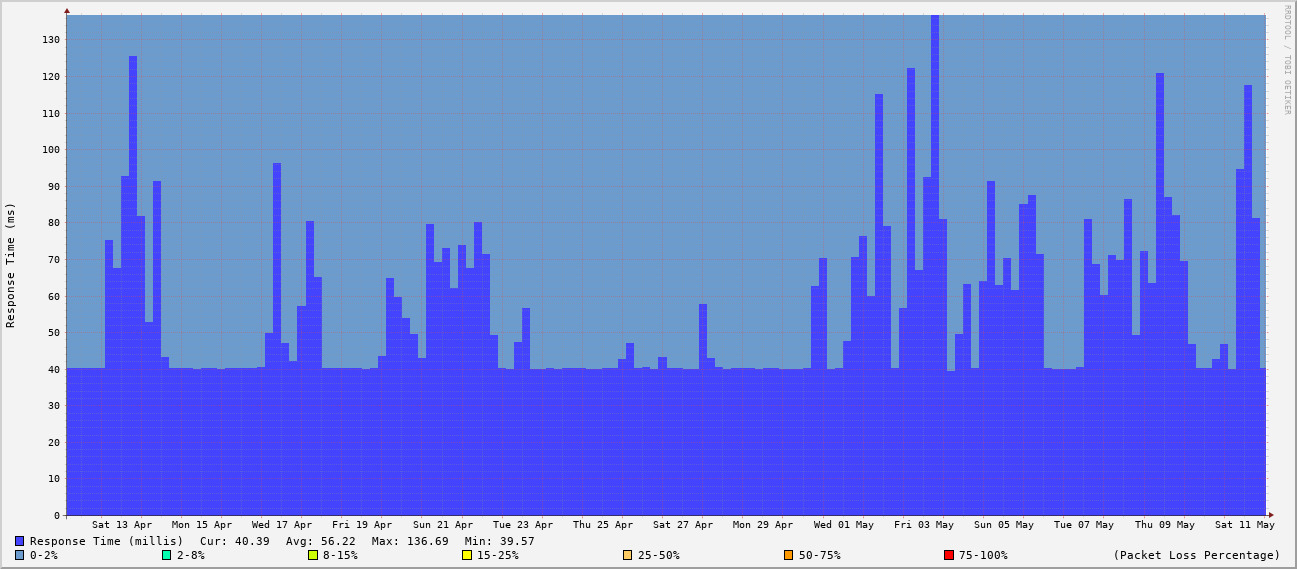 RRDTOOL / TOBI OETIKER
Response Time (ms)
130
120
110
100
90
80
70
60
50
40
30
20
10
0
Sat 13 Apr Mon 15 Apr Wed 17 Apr Fri 19 Apr Sun 21 Apr Tue 23 Apr Thu 25 Apr Sat 27 Apr Mon 29 Apr Wed 01 May Fri 03 May Sun 05 May Tue 07 May Thu 09 May Sat 11 May
Response Time (millis) Cur: 40.39 Avg: 56.22 Max: 136.69 Min: 39.57
0-2% 2-8% 8-15% 15-25% 25-50% 50-75% 75-100% (Packet Loss Percentage)